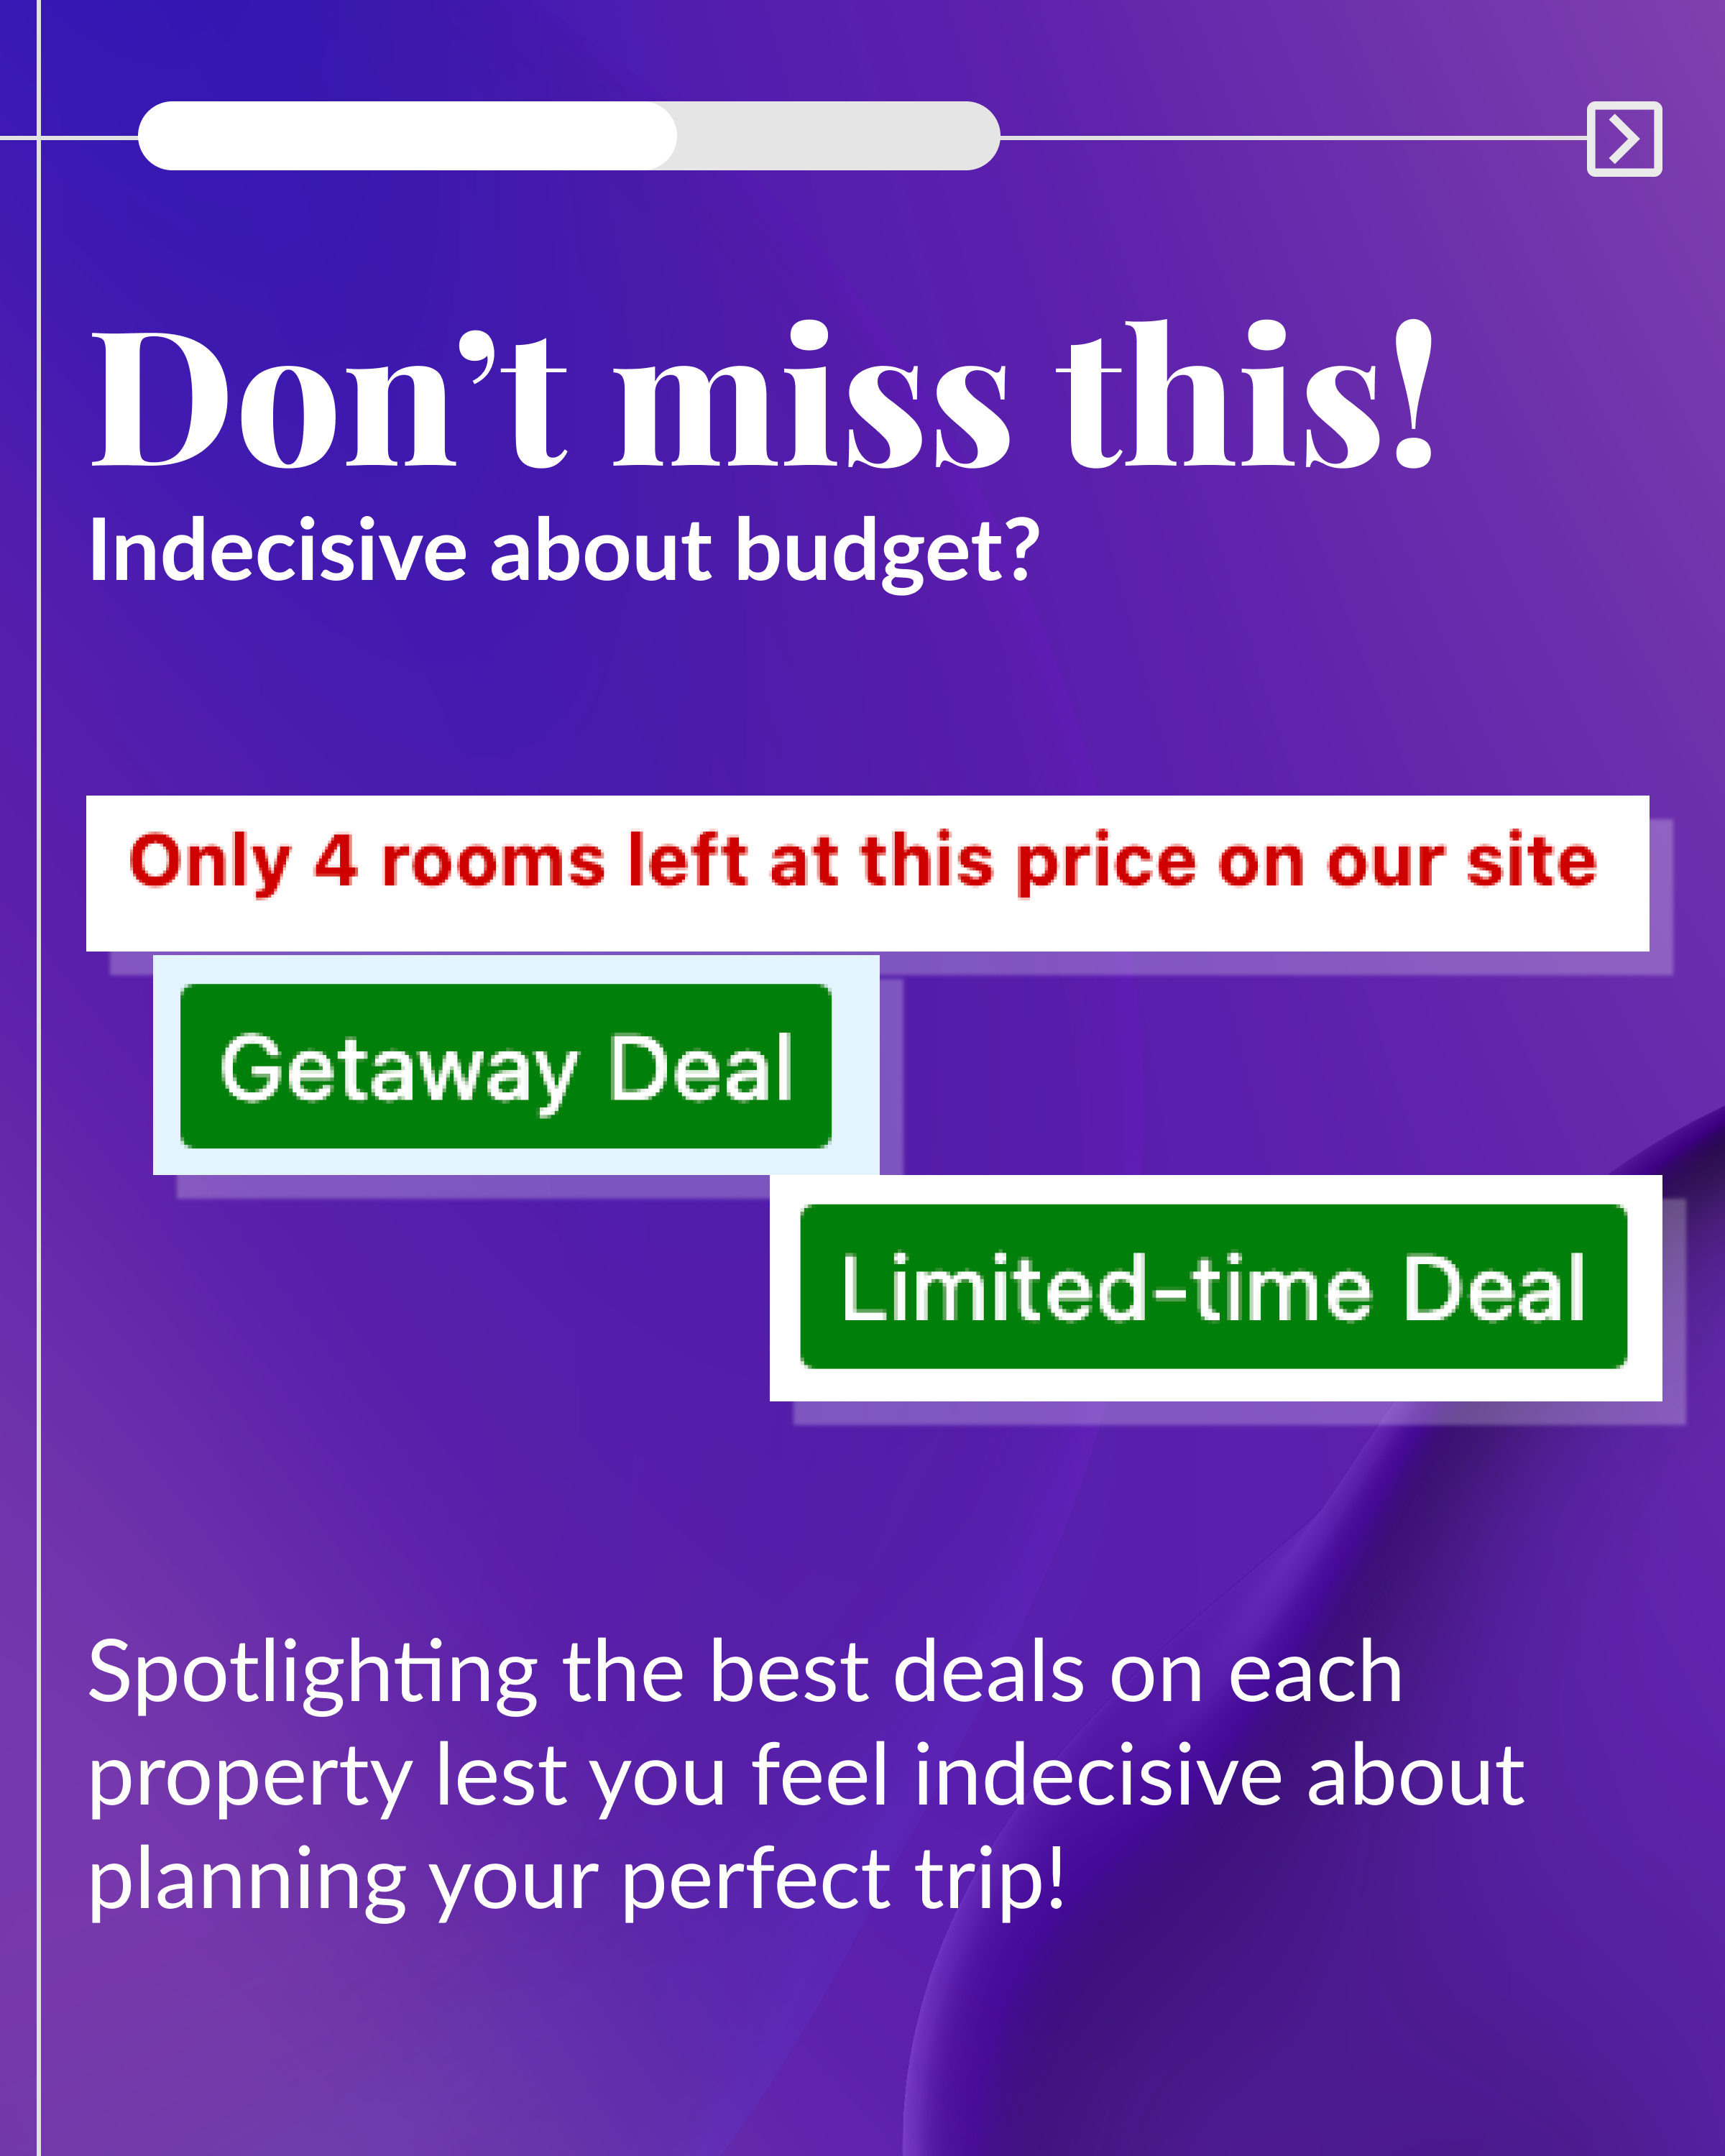 Don’t miss this!
Indecisive about budget?
Only 4 rooms left at this price on our site
Getaway Deal
Limited-time Deal
Spotlighting the best deals on each
property lest you feel indecisive about
planning your perfect trip!